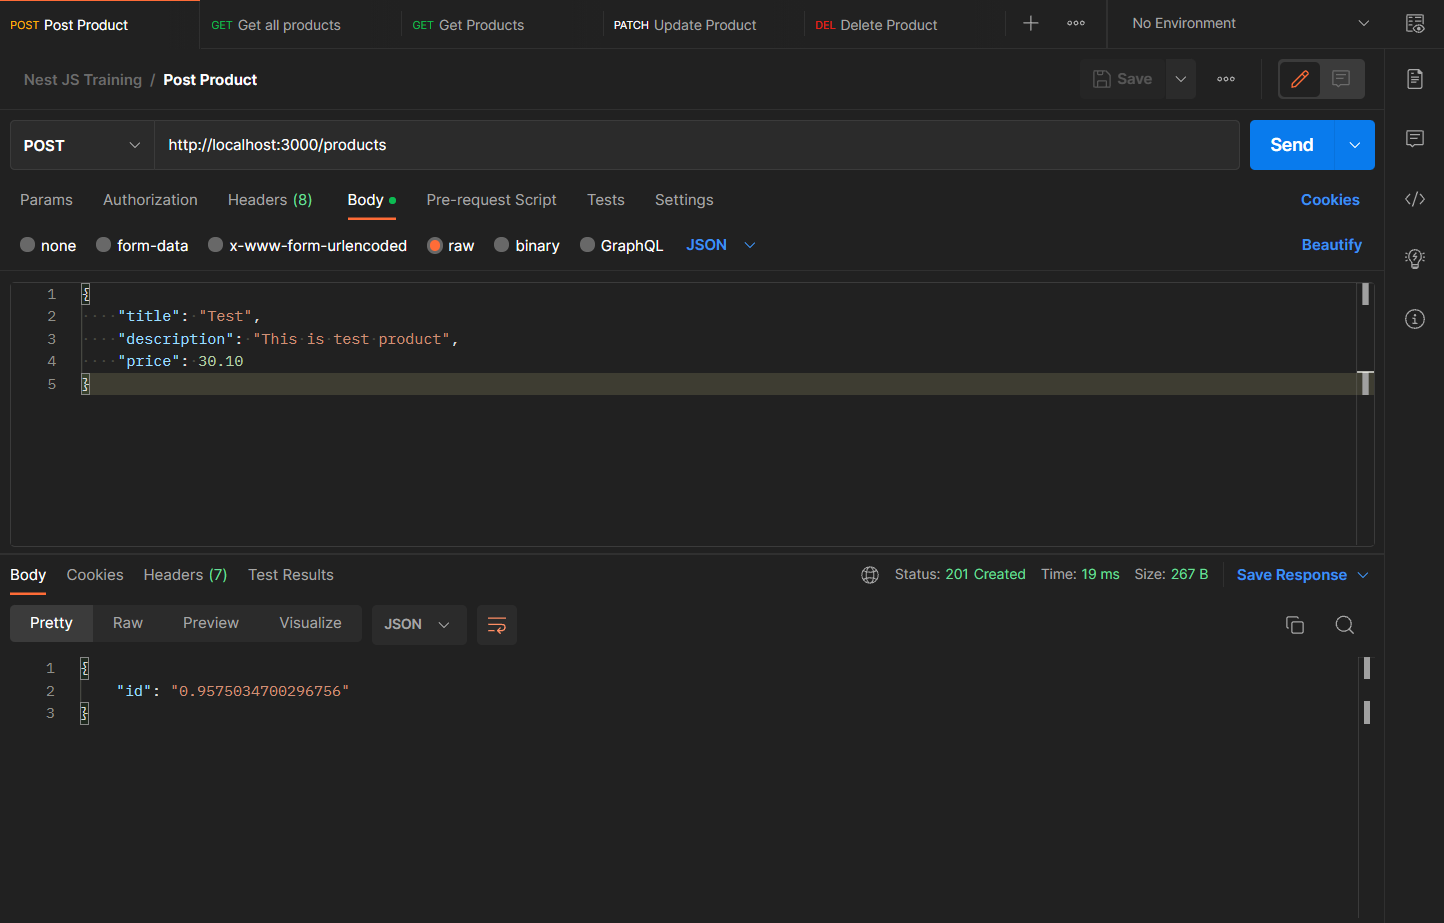 POST Post Product GET Get all products GET Get Products PATCH Update Product DEL Delete Product No Environment
Nest JS Training / Post Product Save
POST http://localhost:3000/products Send
Params Authorization Headers (8) Body Pre-request Script Tests Settings Cookies
none form-data x-www-form-urlencoded raw binary GraphQL JSON Beautify
1 {
2 "title": "Test",
3 "description": "This is test product",
4 "price": 30.10
5 }
Body Cookies Headers (7) Test Results Status: 201 Created Time: 19 ms Size: 267 B Save Response
Pretty Raw Preview Visualize JSON
1 {
2 "id": "0.9575034700296756"
3 }